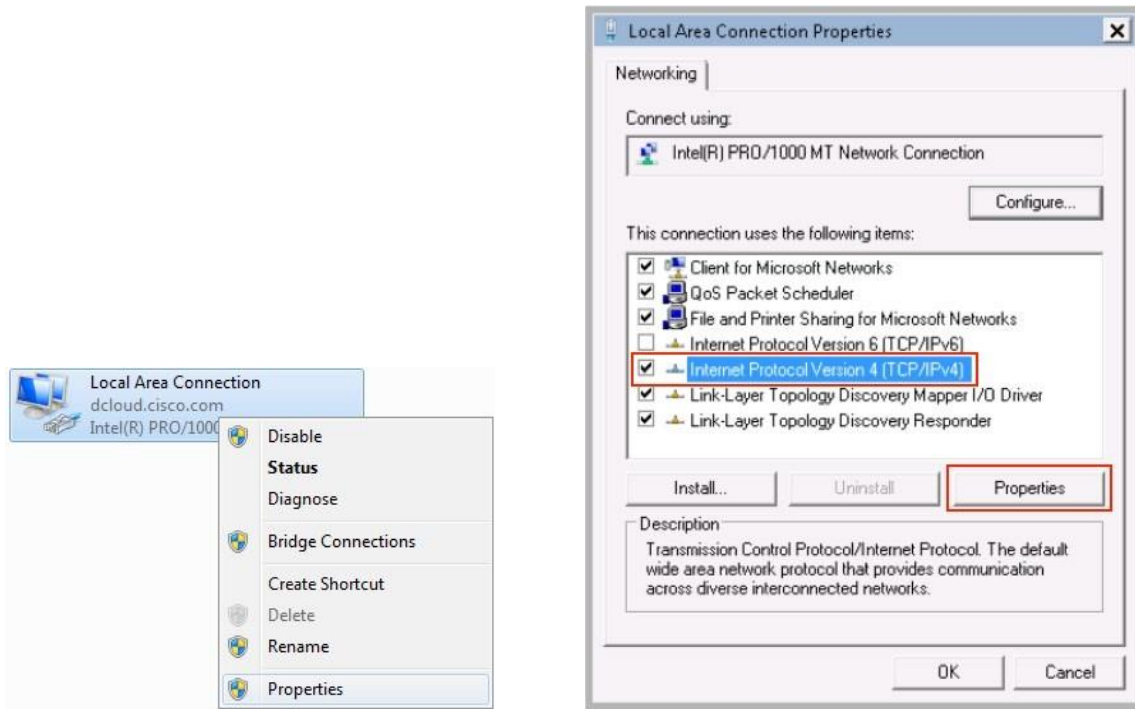 Local Area Connection
dcloud.cisco.com
Intel(R) PRO/1000
Disable
Status
Diagnose
Bridge Connections
Create Shortcut
Delete
Rename
Properties
Local Area Connection Properties
Networking
Connect using:
Intel(R) PRO/1000 MT Network Connection
Configure...
This connection uses the following items:
Client for Microsoft Networks
QoS Packet Scheduler
File and Printer Sharing for Microsoft Networks
Internet Protocol Version 6 (TCP/IPv6)
Internet Protocol Version 4 (TCP/IPv4)
Link-Layer Topology Discovery Mapper I/O Driver
Link-Layer Topology Discovery Responder
Install...
Uninstall
Properties
Description
Transmission Control Protocol/Internet Protocol. The default
wide area network protocol that provides communication
across diverse interconnected networks.
OK
Cancel